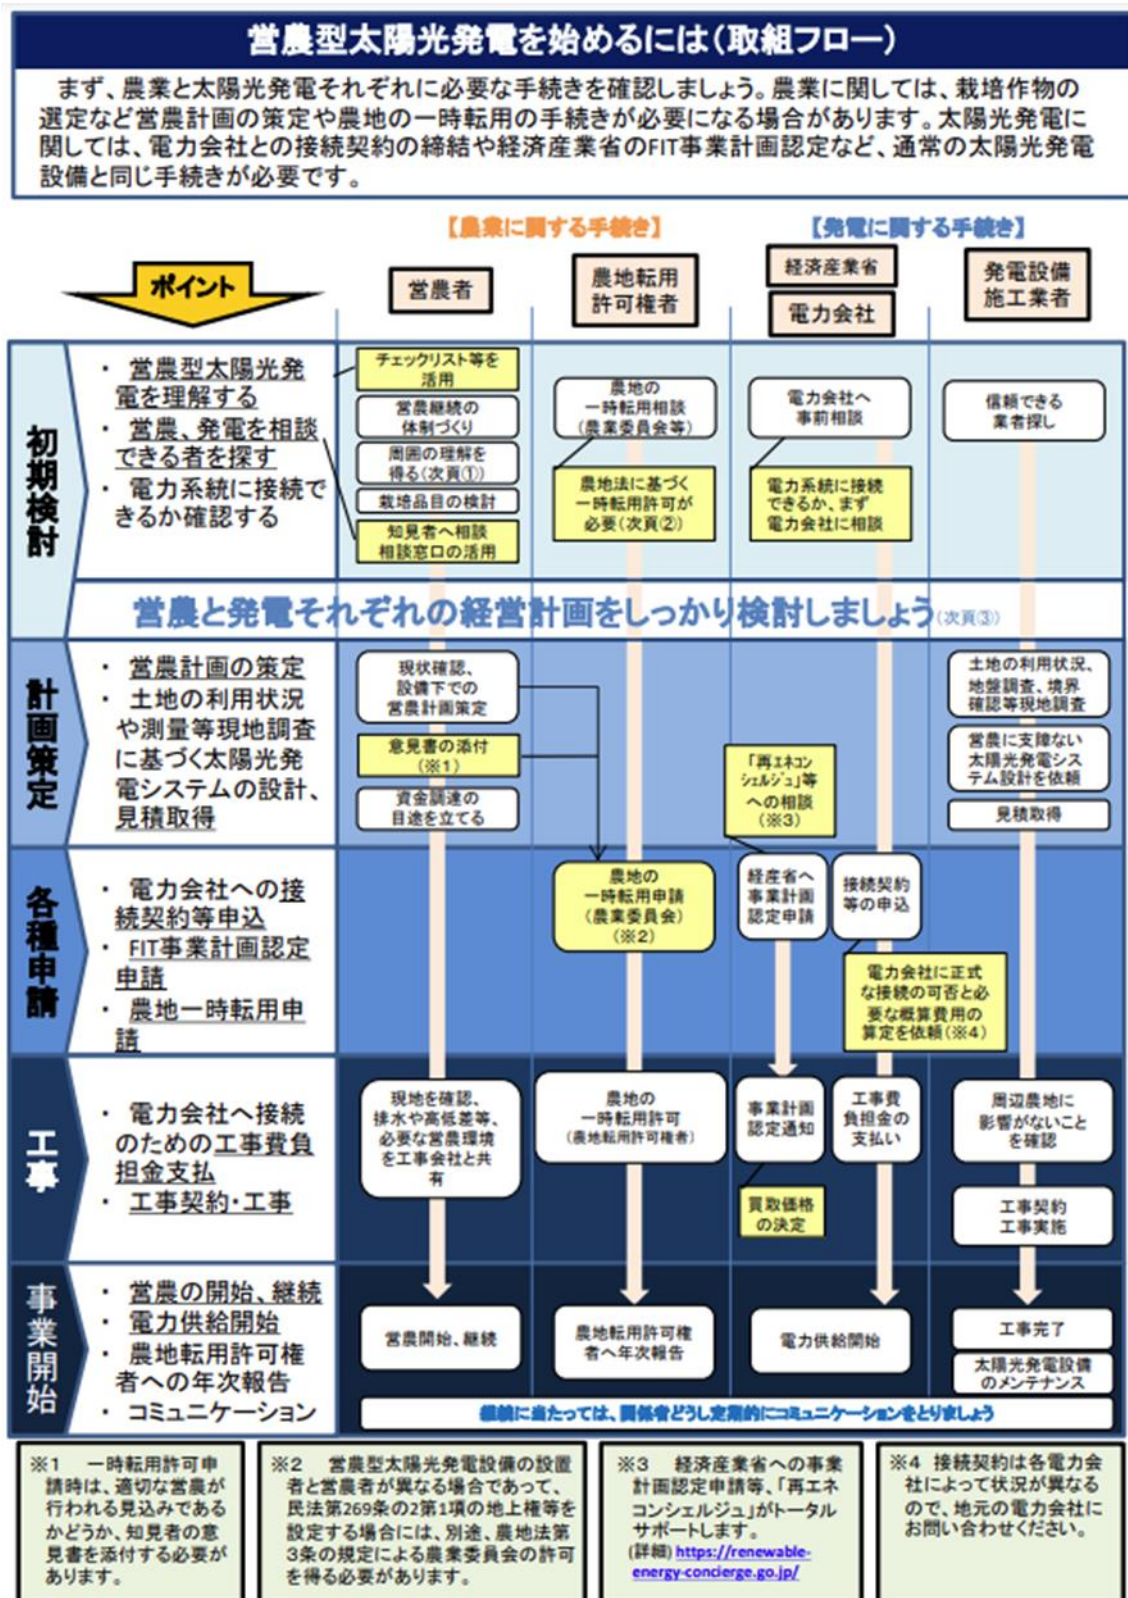 営農型太陽光発電を始めるには(取組フロー)
まず、農業と太陽光発電それぞれに必要な手続きを確認しましょう。農業に関しては、栽培作物の
選定など営農計画の策定や農地の一時転用の手続きが必要になる場合があります。太陽光発電に
関しては、電力会社との接続契約の締結や経済産業省のFIT事業計画認定など、通常の太陽光発電
設備と同じ手続きが必要です。
【農業に関する手続き】
【発電に関する手続き】
ポイント
営農者
農地転用
許可権者
経済産業省
電力会社
発電設備
施工業者
初期検討
・ 営農型太陽光発
電を理解する
・ 営農、発電を相談
できる者を探す
・ 電力系統に接続で
きるか確認する
チェックリスト等を
活用
営農継続の
体制づくり
周囲の理解を
得る(次頁①)
栽培品目の検討
知見者へ相談
相談窓口の活用
農地の
一時転用相談
(農業委員会等)
農地法に基づく
一時転用許可が
必要(次頁②)
電力会社へ
事前相談
電力系統に接続
できるか、まず
電力会社に相談
信頼できる
業者探し
営農と発電それぞれの経営計画をしっかり検討しましょう(次頁③)
計画策定
・ 営農計画の策定
・ 土地の利用状況
や測量等現地調査
に基づく太陽光発
電システムの設計、
見積取得
現状確認、
設備下での
営農計画策定
意見書の添付
(※1)
資金調達の
目途を立てる
「再エネコン
シェルジュ」等
への相談
(※3)
土地の利用状況、
地盤調査、境界
確認等現地調査
営農に支障ない
太陽光発電シス
テム設計を依頼
見積取得
各種申請
・ 電力会社への接
続契約等申込
・ FIT事業計画認定
申請
・ 農地一時転用申
請
農地の
一時転用申請
(農業委員会)
(※2)
経産省へ
事業計画
認定申請
接続契約
等の申込
電力会社に正式
な接続の可否と必
要な概算費用の
算定を依頼(※4)
工事
・ 電力会社へ接続
のための工事費負
担金支払
・ 工事契約・工事
現地を確認、
排水や高低差等、
必要な営農環境
を工事会社と共
有
農地の
一時転用許可
(農地転用許可権者)
事業計画
認定通知
買取価格
の決定
工事費
負担金の
支払い
周辺農地に
影響がないこと
を確認
工事契約
工事実施
事業開始
・ 営農の開始、継続
・ 電力供給開始
・ 農地転用許可権
者への年次報告
・ コミュニケーション
営農開始、継続
農地転用許可権
者へ年次報告
電力供給開始
工事完了
太陽光発電設備
のメンテナンス
継続に当たっては、関係者どうし定期的にコミュニケーションをとりましょう
※1 一時転用許可申
請時は、適切な営農が
行われる見込みである
かどうか、知見者の意
見書を添付する必要が
あります。
※2 営農型太陽光発電設備の設置
者と営農者が異なる場合であって、
民法第269条の2第1項の地上権等を
設定する場合には、別途、農地法第
3条の規定による農業委員会の許可
を得る必要があります。
※3 経済産業省への事業
計画認定申請等、「再エネ
コンシェルジュ」がトータル
サポートします。
(詳細) https://renewable-
energy-concierge.go.jp/
※4 接続契約は各電力会
社によって状況が異なる
ので、地元の電力会社に
お問い合わせください。